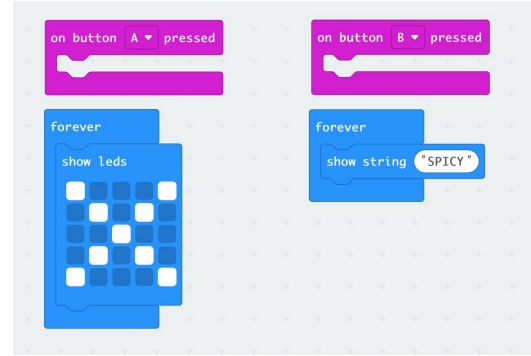 on button A pressed
forever
show leds
on button B pressed
forever
show string "SPICY"